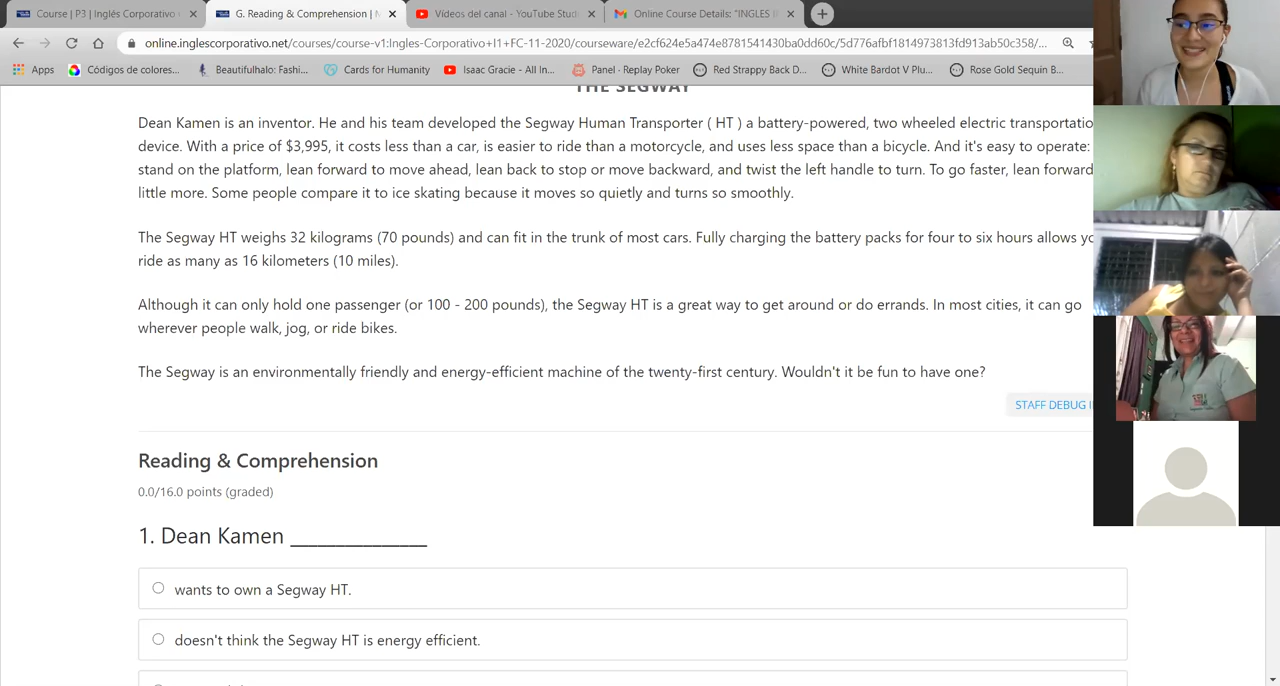 Course | P3 | Inglés Corporativo
G. Reading & Comprehension |
Vídeos del canal - YouTube Stud
Online Course Details: "INGLES
online.inglescorporativo.net/courses/course-v1:Ingles-Corporativo+I1+FC-11-2020/courseware/e2cf624e5a474e8781541430ba0dd60c/5d776afbf1814973813fd913ab50c358/...
Apps
Códigos de colores...
Beautifulhalo: Fashi...
Cards for Humanity
Isaac Gracie - All In...
Panel · Replay Poker
Red Strappy Back D...
White Bardot V Plu...
Rose Gold Sequin B...
THE SEGWAY
Dean Kamen is an inventor. He and his team developed the Segway Human Transporter ( HT ) a battery-powered, two wheeled electric transportatio
device. With a price of $3,995, it costs less than a car, is easier to ride than a motorcycle, and uses less space than a bicycle. And it's easy to operate:
stand on the platform, lean forward to move ahead, lean back to stop or move backward, and twist the left handle to turn. To go faster, lean forward
little more. Some people compare it to ice skating because it moves so quietly and turns so smoothly.
The Segway HT weighs 32 kilograms (70 pounds) and can fit in the trunk of most cars. Fully charging the battery packs for four to six hours allows yo
ride as many as 16 kilometers (10 miles).
Although it can only hold one passenger (or 100 - 200 pounds), the Segway HT is a great way to get around or do errands. In most cities, it can go
wherever people walk, jog, or ride bikes.
The Segway is an environmentally friendly and energy-efficient machine of the twenty-first century. Wouldn't it be fun to have one?
STAFF DEBUG I
Reading & Comprehension
0.0/16.0 points (graded)
1. Dean Kamen _______________
wants to own a Segway HT.
doesn't think the Segway HT is energy efficient.